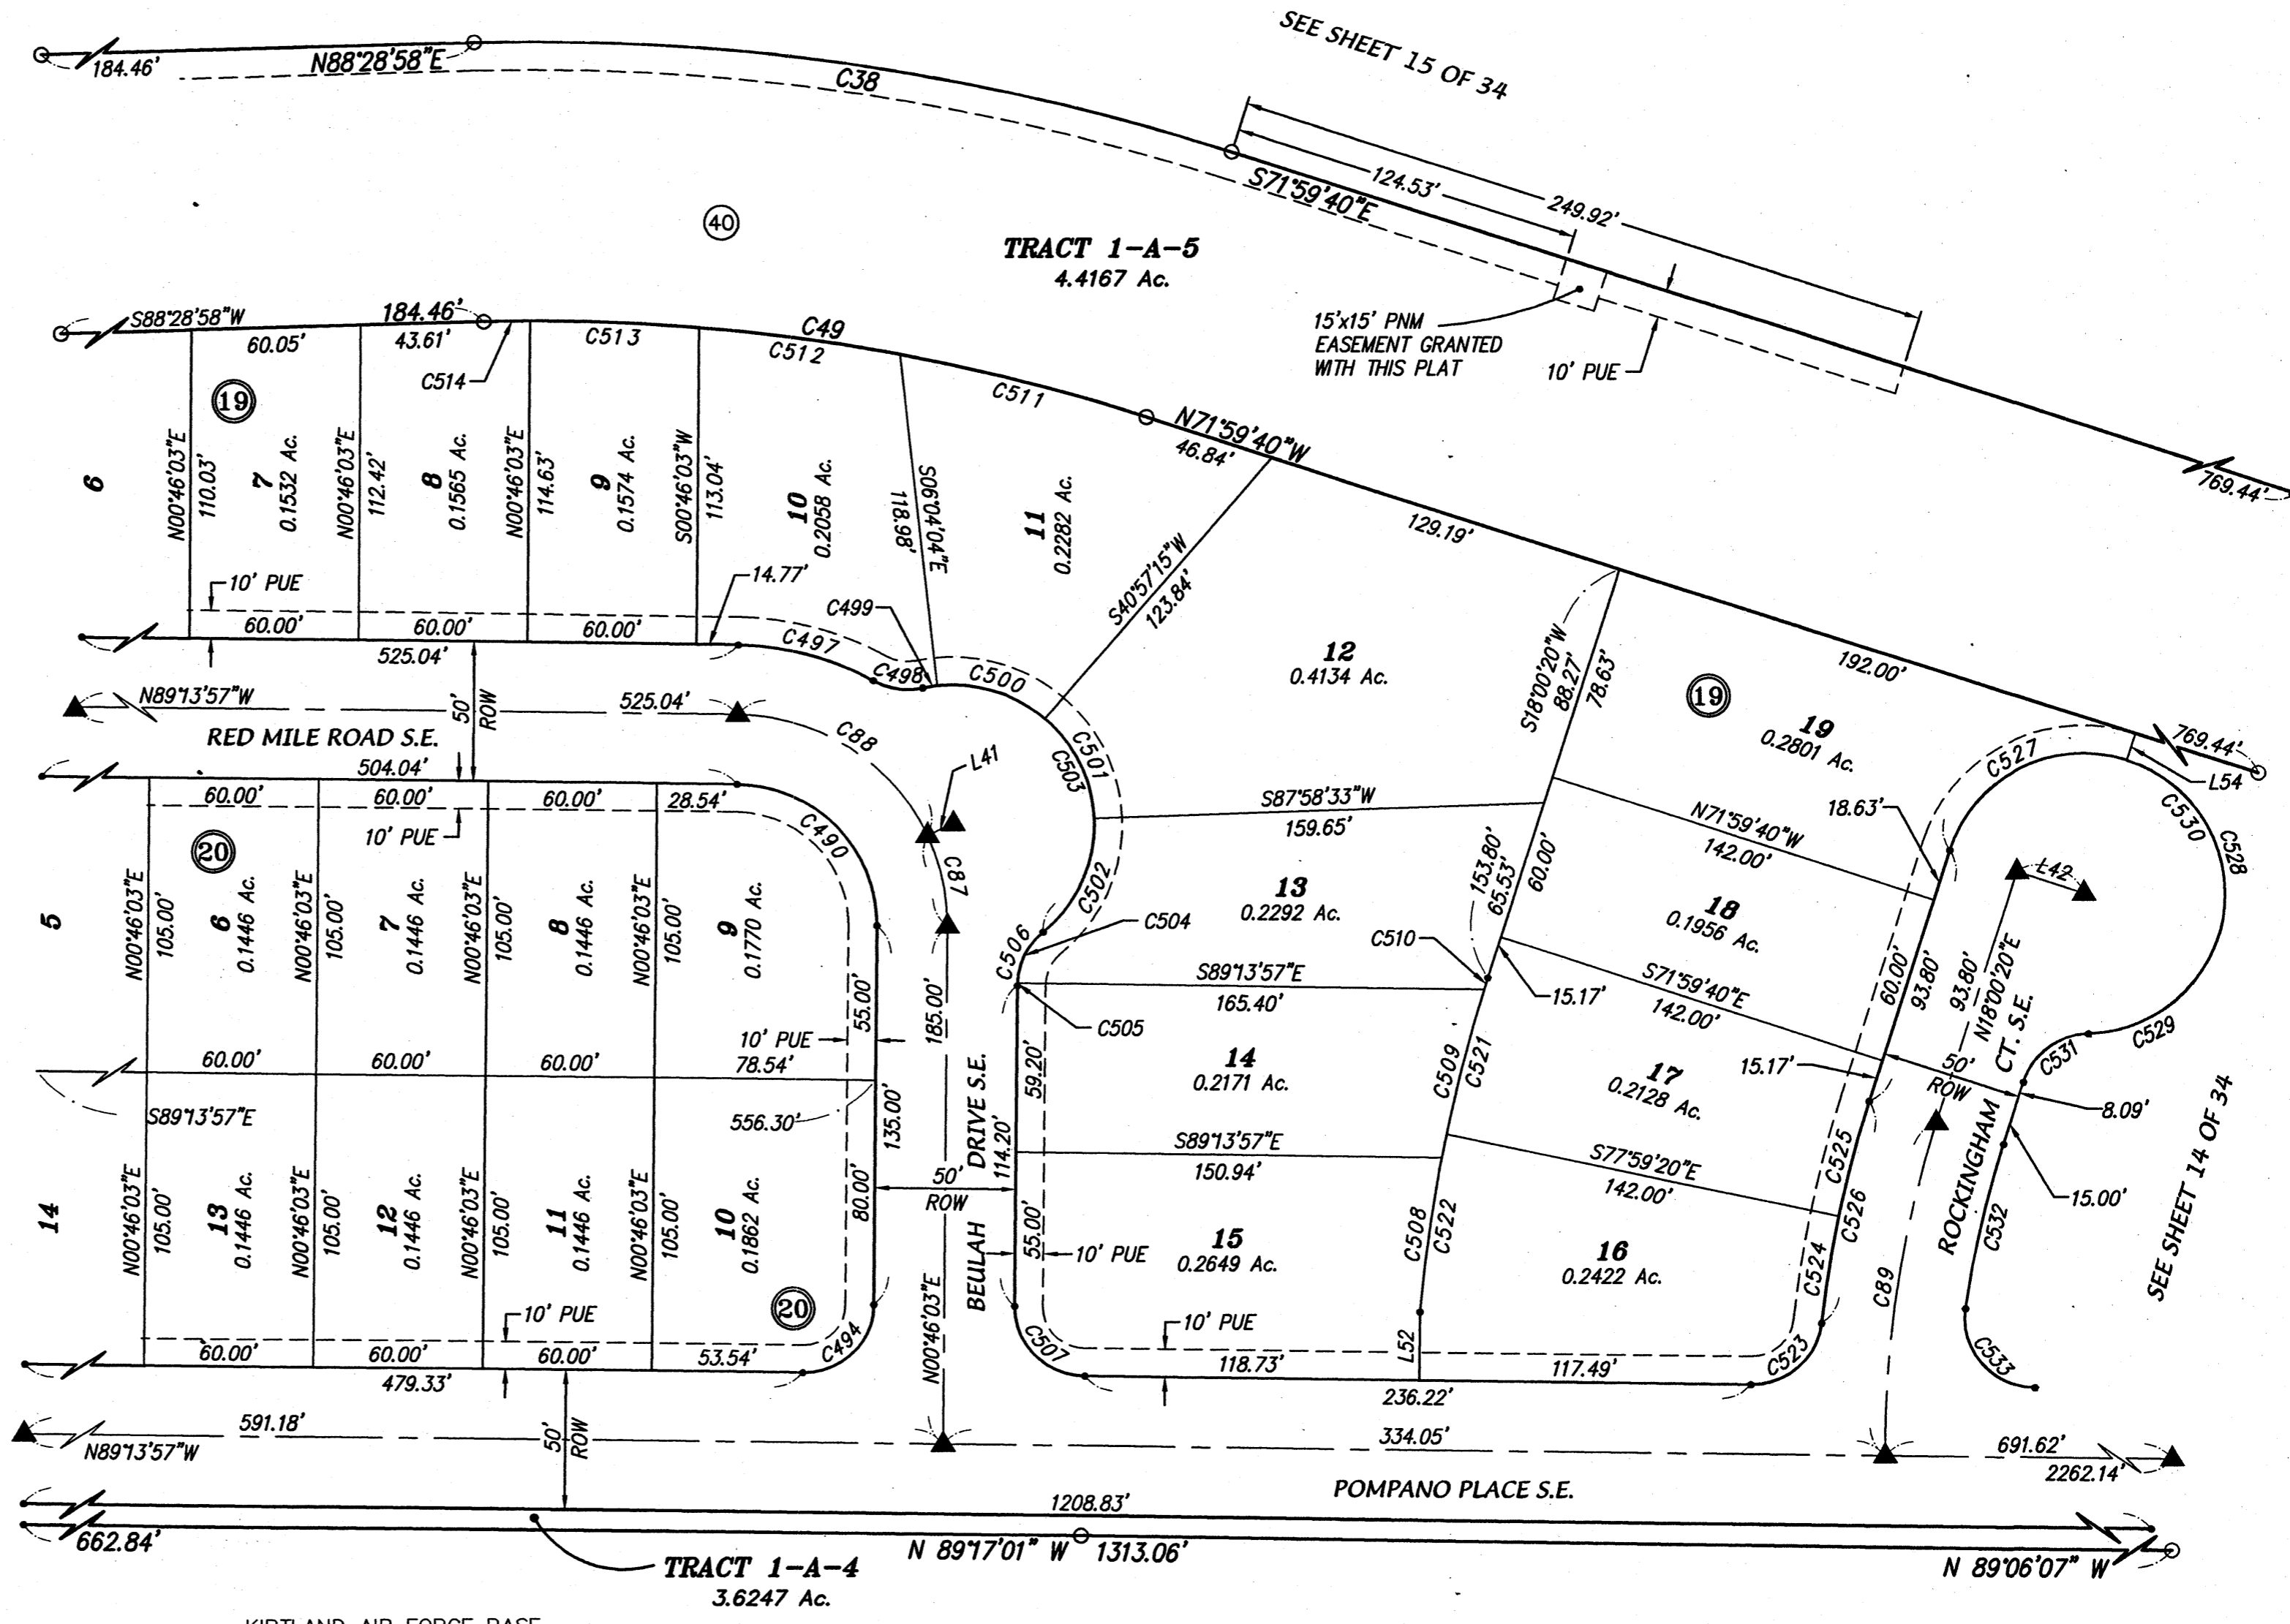 SEE SHEET 15 OF 34
184.46'
N88°28'58"E
C38
S71°59'40"E
124.53'
249.92'
40
TRACT 1-A-5
4.4167 Ac.
15'x15' PNM
EASEMENT GRANTED
WITH THIS PLAT
10' PUE
769.44'
S88°28'58"W
184.46'
60.05'
43.61'
C514
C513
C49
C512
C511
N71°59'40"W
46.84'
129.19'
192.00'
769.44'
19
6
N00°46'03"E
110.03'
7
0.1532 Ac.
N00°46'03"E
112.42'
8
0.1565 Ac.
N00°46'03"E
114.63'
9
0.1574 Ac.
S00°46'03"W
113.04'
10
0.2058 Ac.
S06°04'04"E
118.98'
11
0.2282 Ac.
S40°57'15"W
123.84'
12
0.4134 Ac.
S18°00'20"W
88.27'
78.63'
19
19
0.2801 Ac.
10' PUE
14.77'
C499
60.00'
60.00'
60.00'
C497
C498
C500
525.04'
N89°13'57"W
525.04'
50'
ROW
RED MILE ROAD S.E.
C88
L41
C501
C503
504.04'
60.00'
60.00'
60.00'
28.54'
10' PUE
C490
C87
S87°58'33"W
159.65'
153.80'
65.53'
60.00'
N71°59'40"W
142.00'
18.63'
C527
L54
C530
C528
L42
20
5
N00°46'03"E
105.00'
6
0.1446 Ac.
N00°46'03"E
105.00'
7
0.1446 Ac.
N00°46'03"E
105.00'
8
0.1446 Ac.
N00°46'03"E
105.00'
9
0.1770 Ac.
55.00'
185.00'
C502
C504
C506
13
0.2292 Ac.
C510
18
0.1956 Ac.
S71°59'40"E
142.00'
15.17'
60.00'
93.80'
93.80'
N18°00'20"E
S89°13'57"E
165.40'
C505
10' PUE
60.00'
60.00'
60.00'
78.54'
S89°13'57"E
556.30'
135.00'
59.20'
114.20'
14
0.2171 Ac.
C509
C521
17
0.2128 Ac.
15.17'
50'
ROW
C531
C529
8.09'
ROCKINGHAM CT. S.E.
SEE SHEET 14 OF 34
14
N00°46'03"E
105.00'
13
0.1446 Ac.
N00°46'03"E
105.00'
12
0.1446 Ac.
N00°46'03"E
105.00'
11
0.1446 Ac.
N00°46'03"E
105.00'
10
0.1862 Ac.
80.00'
50'
ROW
BEULAH DRIVE S.E.
55.00'
10' PUE
S89°13'57"E
150.94'
15
0.2649 Ac.
C508
C522
S77°59'20"E
142.00'
16
0.2422 Ac.
C525
C526
C524
C89
C532
15.00'
C533
20
10' PUE
N00°46'03"E
10' PUE
60.00'
60.00'
60.00'
53.54'
C494
C507
118.73'
L52
117.49'
C523
479.33'
236.22'
591.18'
N89°13'57"W
50'
ROW
334.05'
691.62'
2262.14'
POMPANO PLACE S.E.
1208.83'
662.84'
N 89°17'01" W 1313.06'
N 89°06'07" W
TRACT 1-A-4
3.6247 Ac.
KIRTLAND AIR FORCE BASE